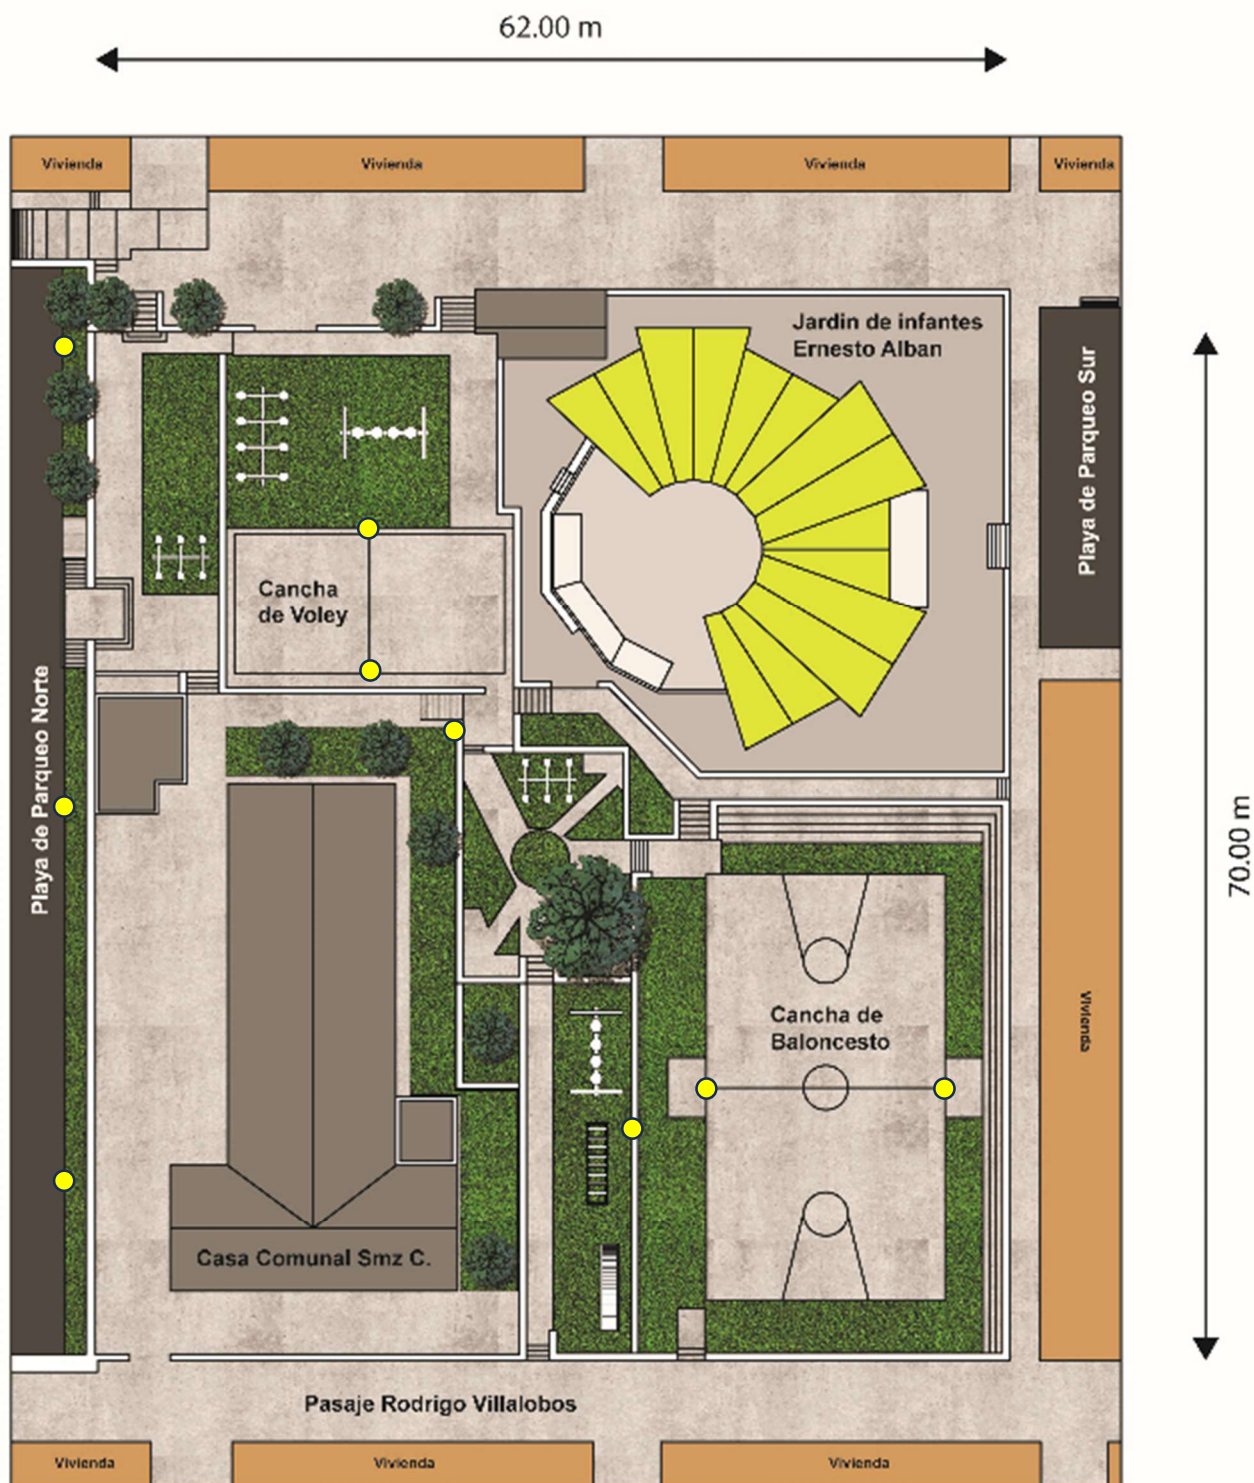 62.00 m
Vivienda
Vivienda
Vivienda
Vivienda
Jardin de infantes
Ernesto Alban
Playa de Parqueo Sur
Cancha
de Voley
Playa de Parqueo Norte
70.00 m
Cancha de
Baloncesto
Vivienda
Casa Comunal Smz C.
Pasaje Rodrigo Villalobos
Vivienda
Vivienda
Vivienda